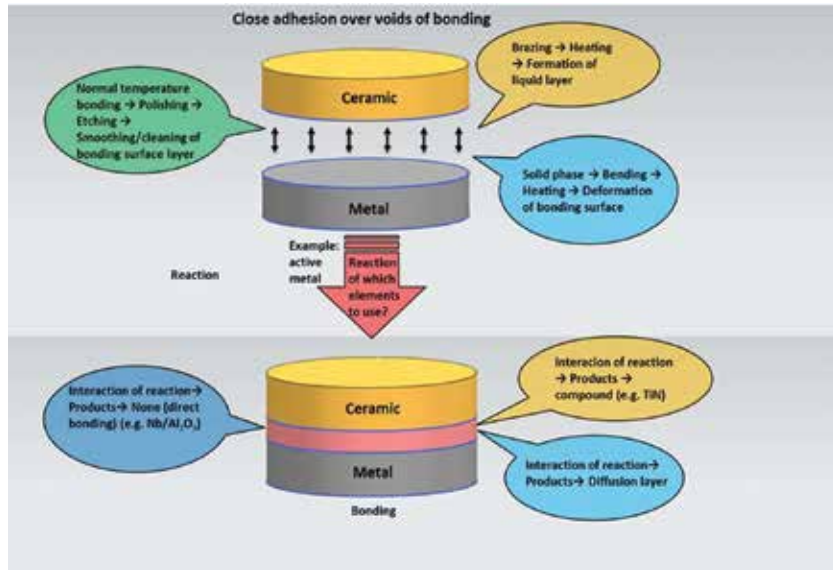 Close adhesion over voids of bonding
Brazing → Heating
→ Formation of
liquid layer
Normal temperature
bonding → Polishing →
Etching →
Smoothing/cleaning of
bonding surface layer
Ceramic
Solid phase → Bending →
Heating → Deformation
of bonding surface
Metal
Example:
active
metal
Reaction
of which
elements
to use?
Reaction
Interaction of reaction→
Products→ None (direct
bonding) (e.g. Nb/Al₂O₃)
Interacion of reaction
→ Products →
compound (e.g. TiN)
Ceramic
Metal
Interaction of reaction→
Products→ Diffusion layer
Bonding